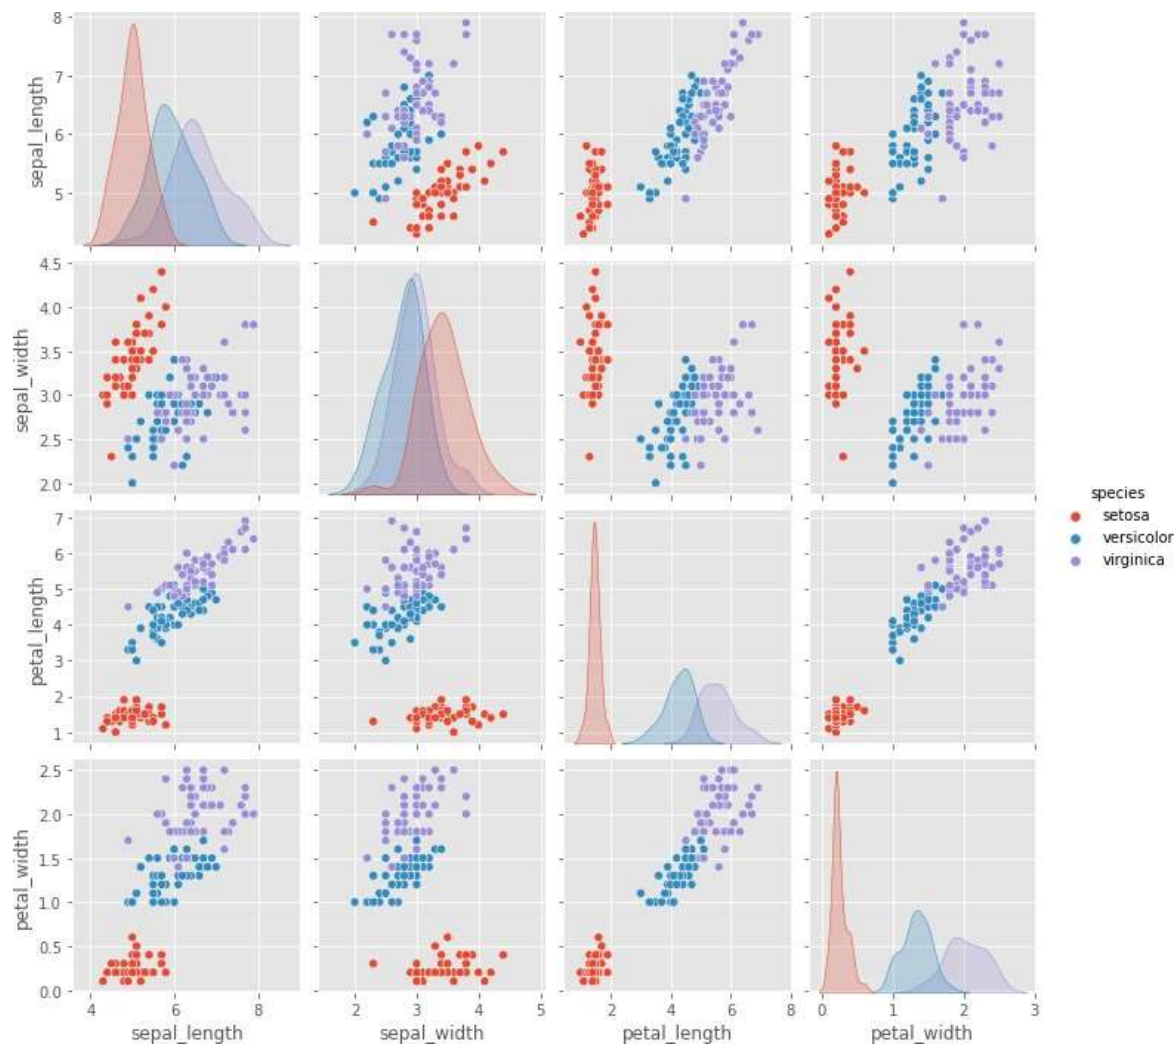 8
7
6
5
sepal_length
4.5
4.0
3.5
3.0
2.5
2.0
sepal_width
species
setosa
versicolor
virginica
7
6
5
4
3
2
1
petal_length
2.5
2.0
1.5
1.0
0.5
0.0
petal_width
4 6 8 2 3 4 5 0 2 4 6 8 0 1 2 3
sepal_length sepal_width petal_length petal_width